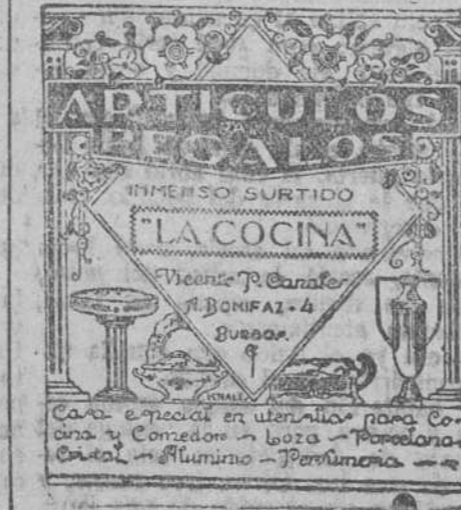 ARTICULOS
PA
REGALOS
INMENSO SURTIDO
"LA COCINA"
Vicente P. Canales
A. BONIFAZ - 4
BURGOS
Casa especial en utensilios para Co-
cina y Comedor - Loza - Porcelana
Cristal - Aluminio - Perfumeria -